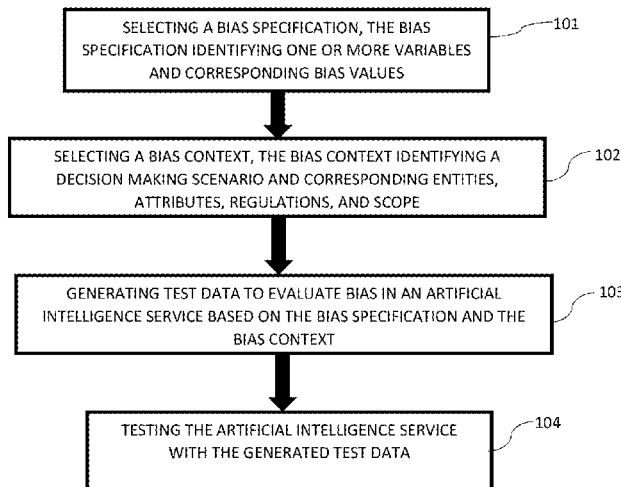 SELECTING A BIAS SPECIFICATION, THE BIAS
SPECIFICATION IDENTIFYING ONE OR MORE VARIABLES
AND CORRESPONDING BIAS VALUES
101
SELECTING A BIAS CONTEXT, THE BIAS CONTEXT IDENTIFYING A
DECISION MAKING SCENARIO AND CORRESPONDING ENTITIES,
ATTRIBUTES, REGULATIONS, AND SCOPE
102
GENERATING TEST DATA TO EVALUATE BIAS IN AN ARTIFICIAL
INTELLIGENCE SERVICE BASED ON THE BIAS SPECIFICATION AND THE
BIAS CONTEXT
103
TESTING THE ARTIFICIAL INTELLIGENCE SERVICE
WITH THE GENERATED TEST DATA
104